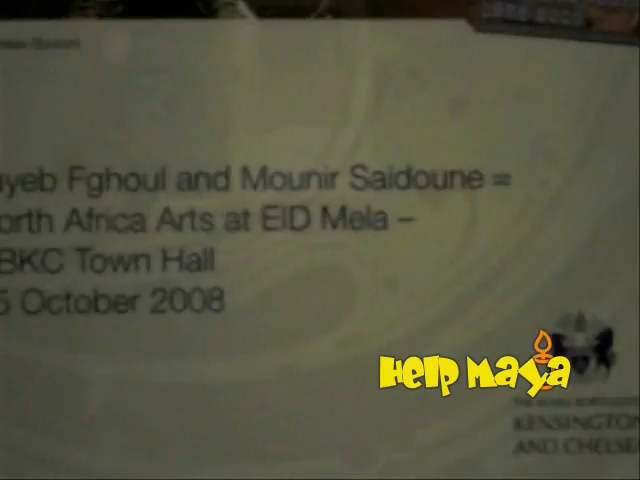 yeb Fghoul and Mounir Saidoune =
orth Africa Arts at EID Mela –
BKC Town Hall
5 October 2008
Help Maya
KENSINGTON
AND CHELSE